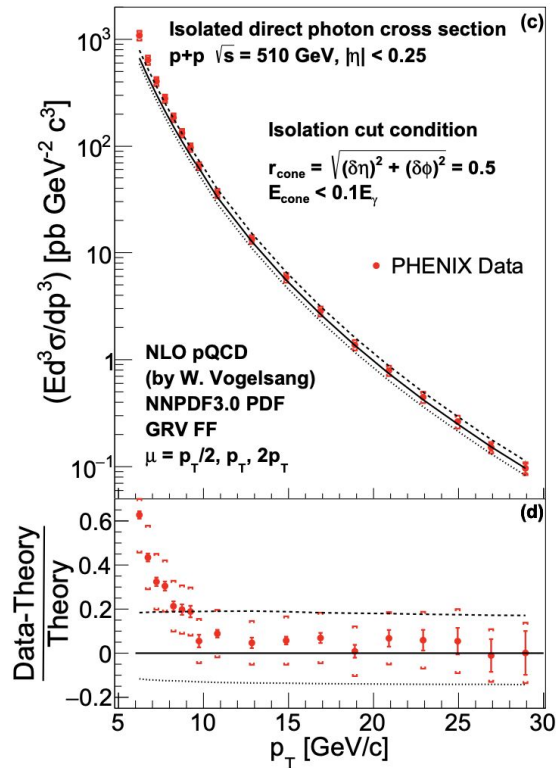 (c)
Isolated direct photon cross section
p+p √s = 510 GeV, |η| < 0.25
Isolation cut condition
r_cone = √(δη)² + (δϕ)² = 0.5
E_cone < 0.1E_γ
PHENIX Data
NLO pQCD
(by W. Vogelsang)
NNPDF3.0 PDF
GRV FF
μ = p_T/2, p_T, 2p_T
(Ed³σ/dp³) [pb GeV⁻² c³]
10³
10²
10
1
10⁻¹
(d)
Data-Theory
Theory
0.6
0.4
0.2
0
−0.2
5 10 15 20 25 30
p_T [GeV/c]